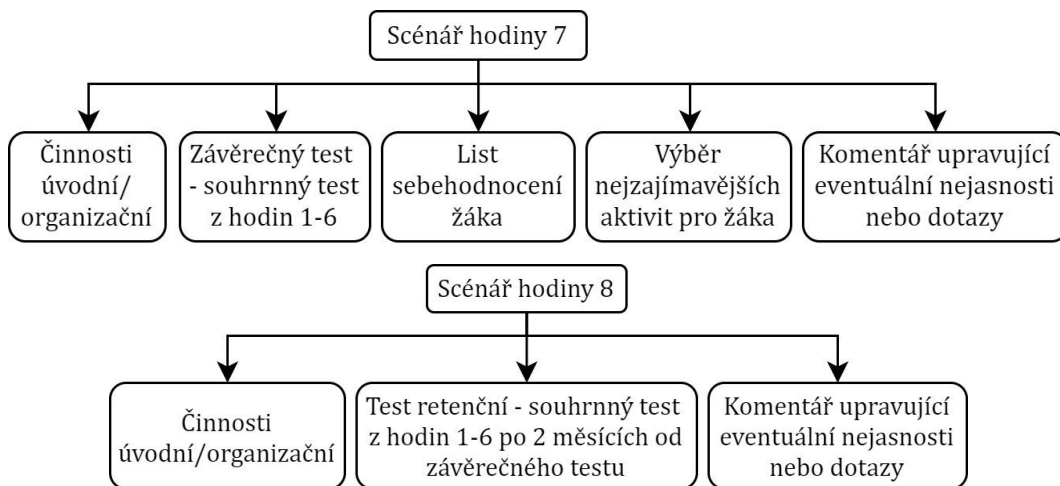 Scénář hodiny 7
Činnosti
úvodní/
organizační
Závěrečný test
- souhrnný test
z hodin 1-6
List
sebehodnocení
žáka
Výběr
nejzajímavějších
aktivit pro žáka
Komentář upravující
eventuální nejasnosti
nebo dotazy
Scénář hodiny 8
Činnosti
úvodní/organizační
Test retenční - souhrnný test
z hodin 1-6 po 2 měsících od
závěrečného testu
Komentář upravující
eventuální nejasnosti
nebo dotazy